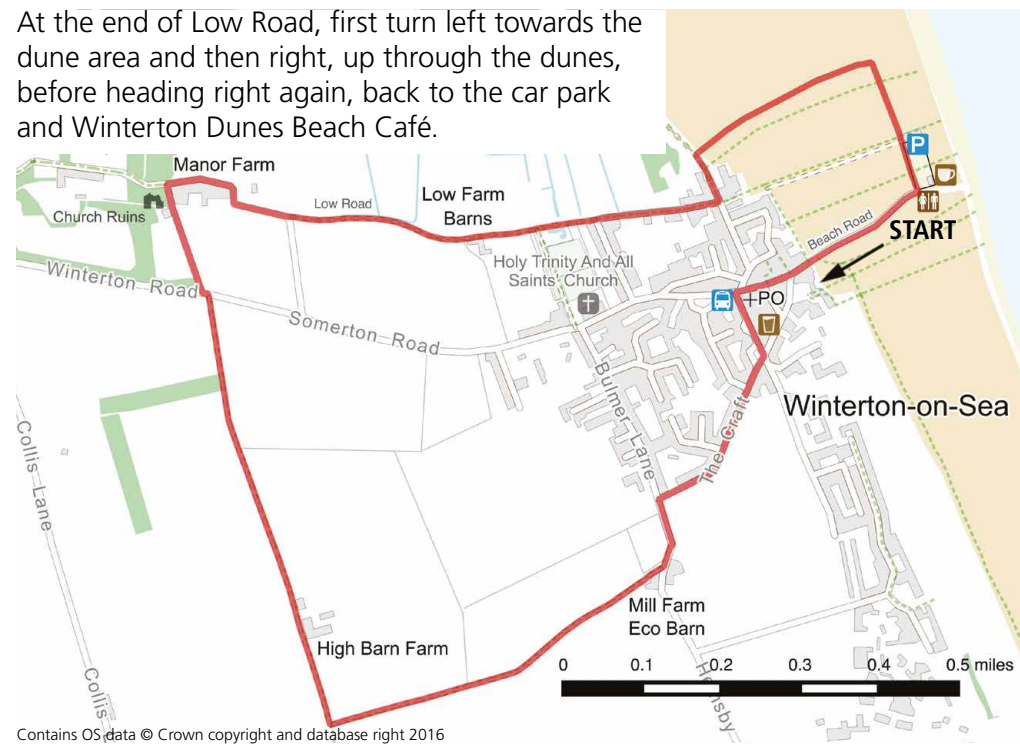 At the end of Low Road, first turn left towards the
dune area and then right, up through the dunes,
before heading right again, back to the car park
and Winterton Dunes Beach Café.
Manor Farm
Church Ruins
Low Road
Low Farm
Barns
P
Beach Road
START
Winterton Road
Holy Trinity And All
Saints' Church
PO
Somerton Road
Bulmer Lane
The Craft
Winterton-on-Sea
Collis Lane
Mill Farm
Eco Barn
High Barn Farm
Hemsby
Collis
0 0.1 0.2 0.3 0.4 0.5 miles
Contains OS data © Crown copyright and database right 2016